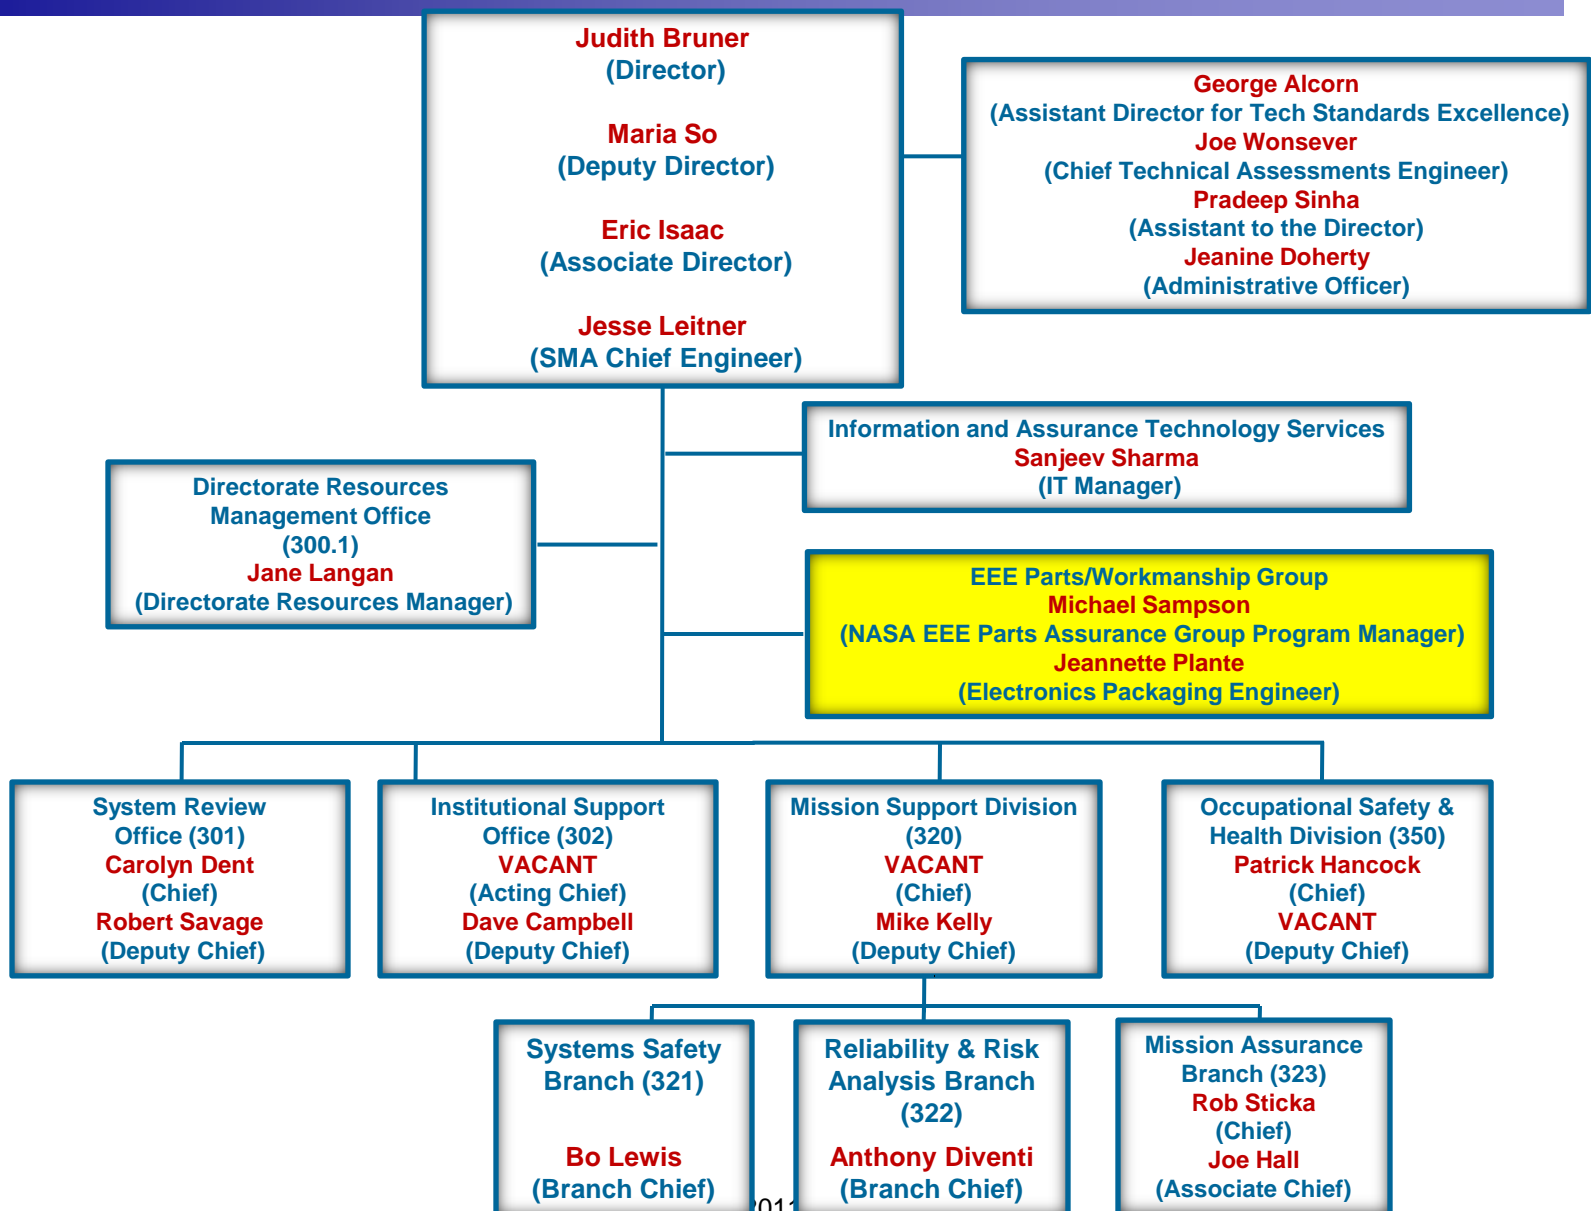 Judith Bruner
(Director)
Maria So
(Deputy Director)
Eric Isaac
(Associate Director)
Jesse Leitner
(SMA Chief Engineer)
George Alcorn
(Assistant Director for Tech Standards Excellence)
Joe Wonsever
(Chief Technical Assessments Engineer)
Pradeep Sinha
(Assistant to the Director)
Jeanine Doherty
(Administrative Officer)
Information and Assurance Technology Services
Sanjeev Sharma
(IT Manager)
Directorate Resources
Management Office
(300.1)
Jane Langan
(Directorate Resources Manager)
EEE Parts/Workmanship Group
Michael Sampson
(NASA EEE Parts Assurance Group Program Manager)
Jeannette Plante
(Electronics Packaging Engineer)
System Review
Office (301)
Carolyn Dent
(Chief)
Robert Savage
(Deputy Chief)
Institutional Support
Office (302)
VACANT
(Acting Chief)
Dave Campbell
(Deputy Chief)
Mission Support Division
(320)
VACANT
(Chief)
Mike Kelly
(Deputy Chief)
Occupational Safety &
Health Division (350)
Patrick Hancock
(Chief)
VACANT
(Deputy Chief)
Systems Safety
Branch (321)
Bo Lewis
(Branch Chief)
Reliability & Risk
Analysis Branch
(322)
Anthony Diventi
(Branch Chief)
Mission Assurance
Branch (323)
Rob Sticka
(Chief)
Joe Hall
(Associate Chief)